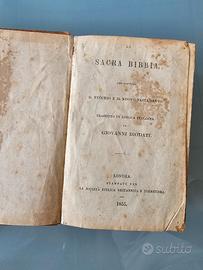 LA
SACRA BIBBIA,
CHE CONTIENE
IL VECCHIO E IL NUOVO TESTAMENTO:
TRADOTTA IN LINGUA ITALIANA
DA
GIOVANNI DIODATI.
LONDRA:
STAMPATO PER
LA SOCIETÀ BIBLICA BRITANNICA E FORESTIERA.
1855.
subito